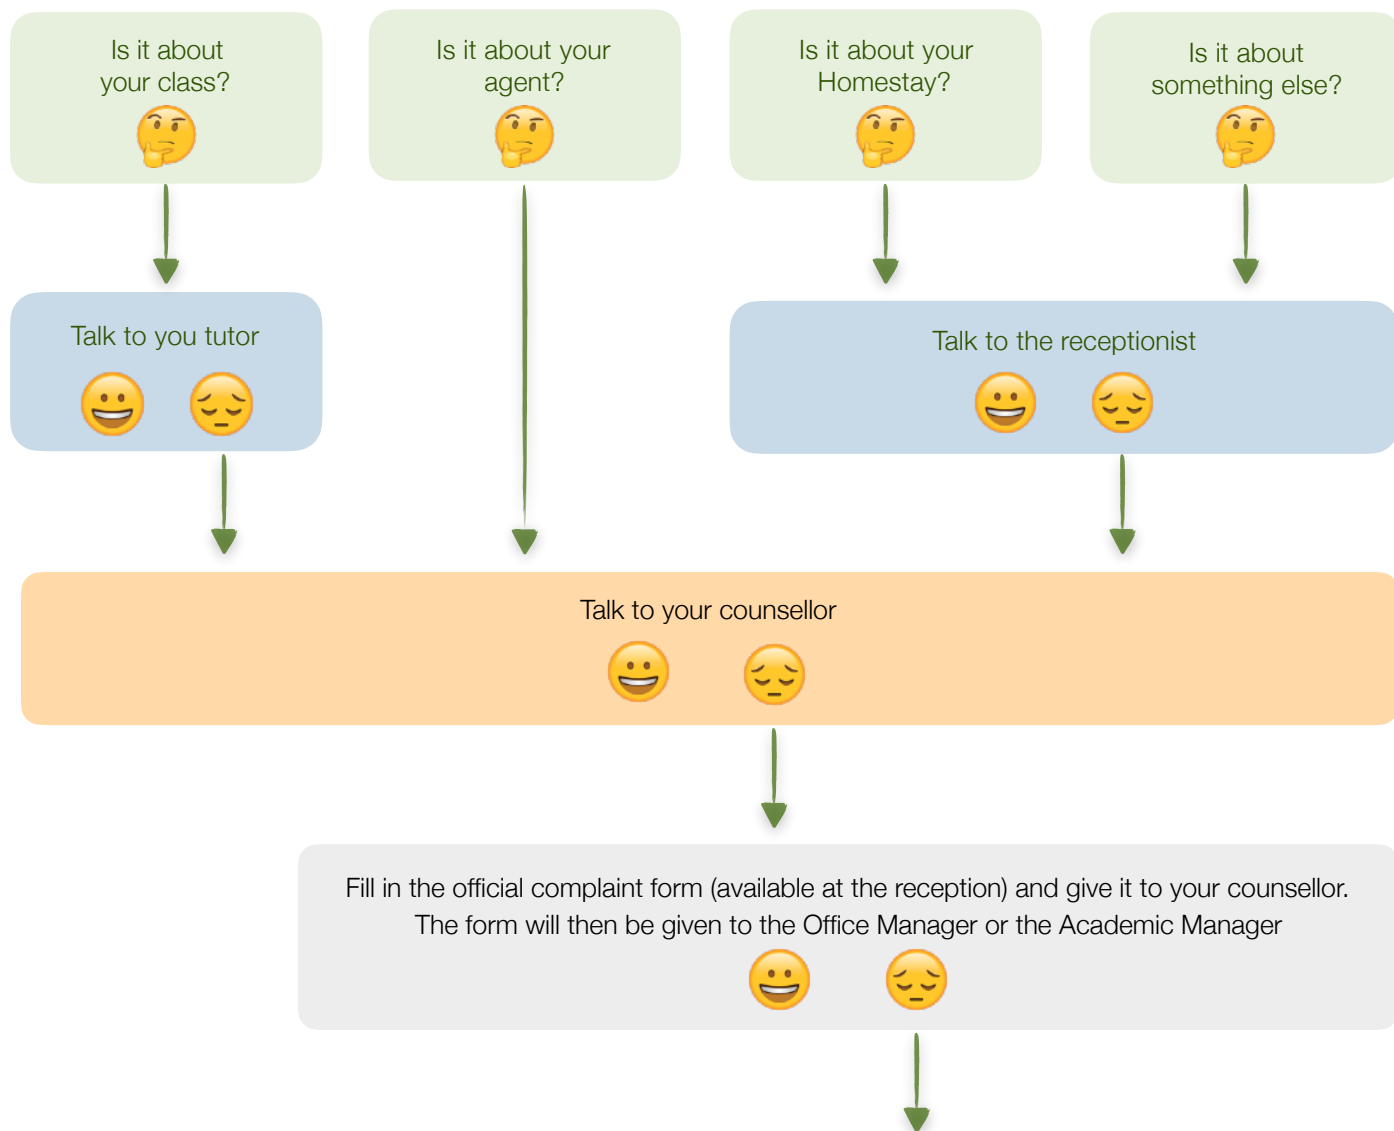 Is it about
your class?
Is it about your
agent?
Is it about your
Homestay?
Is it about
something else?
Talk to you tutor
Talk to the receptionist
Talk to your counsellor
Fill in the official complaint form (available at the reception) and give it to your counsellor.
The form will then be given to the Office Manager or the Academic Manager